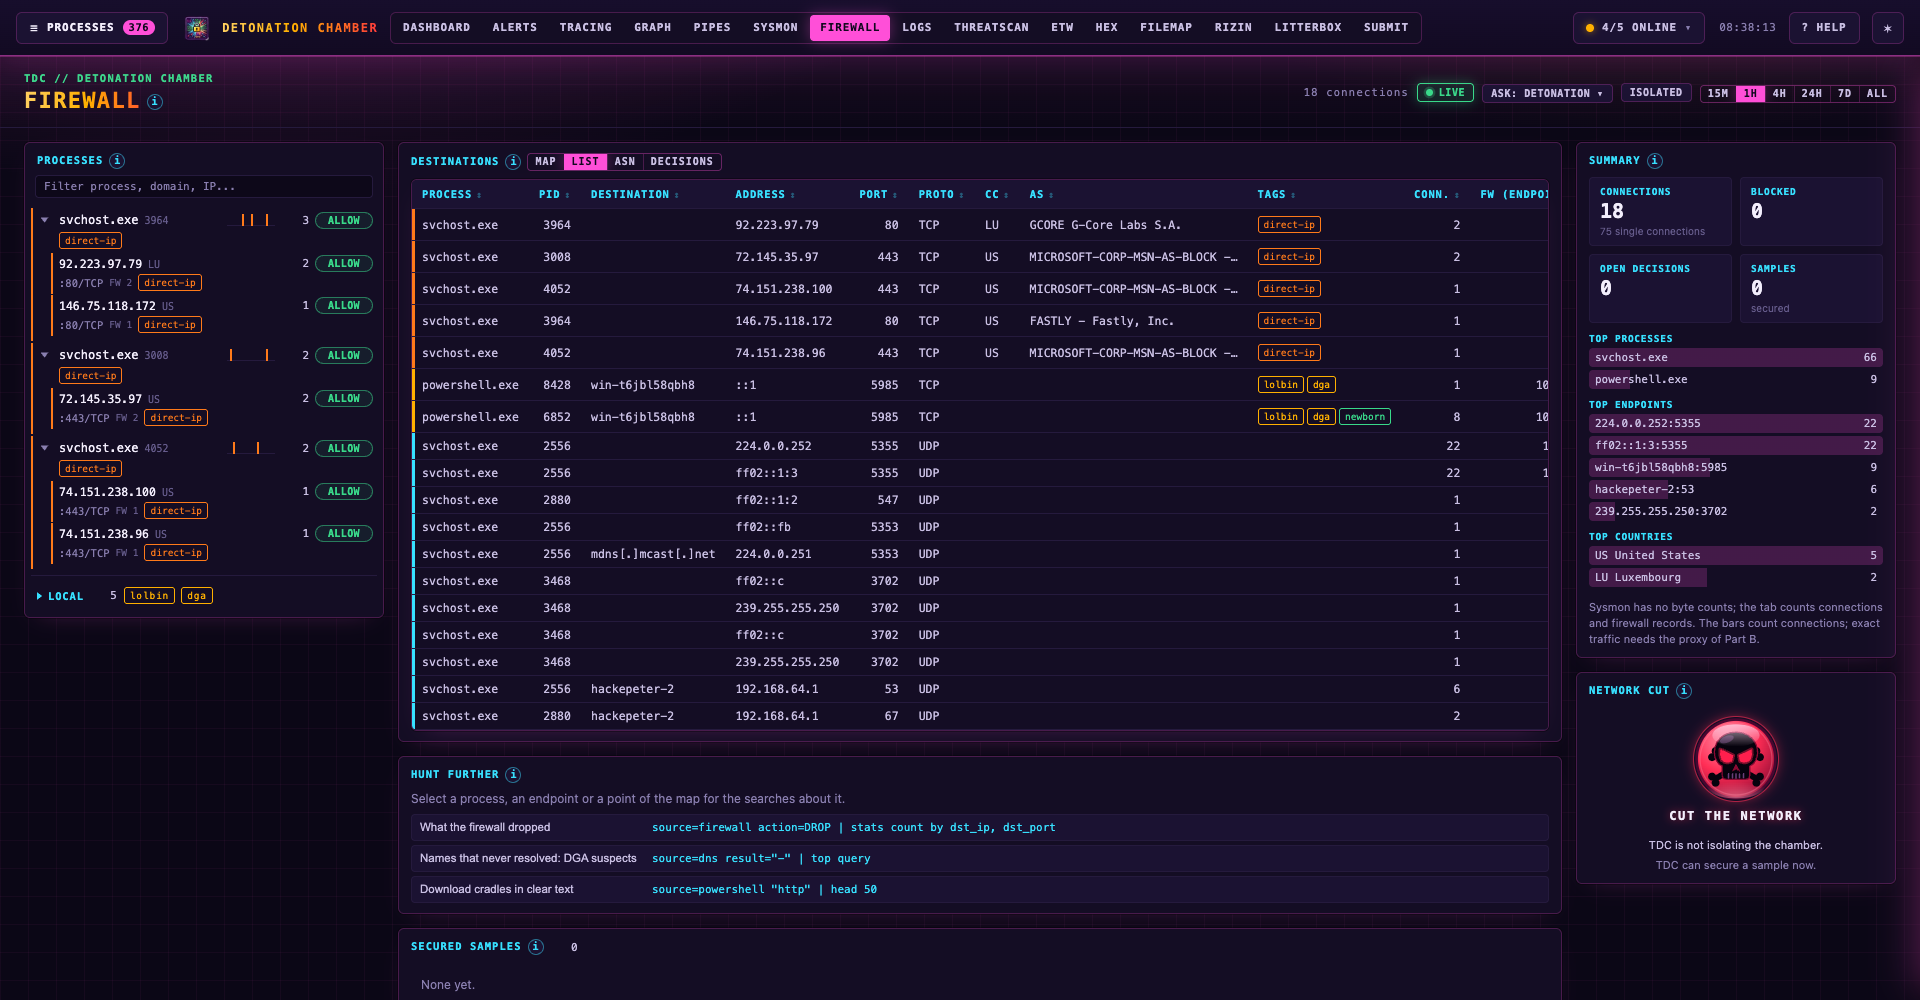 ≡ PROCESSES 376
DETONATION CHAMBER
DASHBOARD ALERTS TRACING GRAPH PIPES SYSMON FIREWALL LOGS THREATSCAN ETW HEX FILEMAP RIZIN LITTERBOX SUBMIT
4/5 ONLINE ▾
08:38:13
? HELP
TDC // DETONATION CHAMBER
FIREWALL i
18 connections
LIVE
ASK: DETONATION ▾
ISOLATED
15M 1H 4H 24H 7D ALL
PROCESSES i
Filter process, domain, IP...
svchost.exe 3964 3 ALLOW
direct-ip
92.223.97.79 LU 2 ALLOW
:80/TCP FW 2 direct-ip
146.75.118.172 US 1 ALLOW
:80/TCP FW 1 direct-ip
svchost.exe 3008 2 ALLOW
direct-ip
72.145.35.97 US 2 ALLOW
:443/TCP FW 2 direct-ip
svchost.exe 4052 2 ALLOW
direct-ip
74.151.238.100 US 1 ALLOW
:443/TCP FW 1 direct-ip
74.151.238.96 US 1 ALLOW
:443/TCP FW 1 direct-ip
LOCAL 5 lolbin dga
DESTINATIONS i MAP LIST ASN DECISIONS
PROCESS PID DESTINATION ADDRESS PORT PROTO CC AS TAGS CONN. FW (ENDPOI
svchost.exe 3964 92.223.97.79 80 TCP LU GCORE G-Core Labs S.A. direct-ip 2
svchost.exe 3008 72.145.35.97 443 TCP US MICROSOFT-CORP-MSN-AS-BLOCK -… direct-ip 2
svchost.exe 4052 74.151.238.100 443 TCP US MICROSOFT-CORP-MSN-AS-BLOCK -… direct-ip 1
svchost.exe 3964 146.75.118.172 80 TCP US FASTLY - Fastly, Inc. direct-ip 1
svchost.exe 4052 74.151.238.96 443 TCP US MICROSOFT-CORP-MSN-AS-BLOCK -… direct-ip 1
powershell.exe 8428 win-t6jbl58qbh8 ::1 5985 TCP lolbin dga 1 10
powershell.exe 6852 win-t6jbl58qbh8 ::1 5985 TCP lolbin dga newborn 8 10
svchost.exe 2556 224.0.0.252 5355 UDP 22 1
svchost.exe 2556 ff02::1:3 5355 UDP 22 1
svchost.exe 2880 ff02::1:2 547 UDP 1
svchost.exe 2556 ff02::fb 5353 UDP 1
svchost.exe 2556 mdns[.]mcast[.]net 224.0.0.251 5353 UDP 1
svchost.exe 3468 ff02::c 3702 UDP 1
svchost.exe 3468 239.255.255.250 3702 UDP 1
svchost.exe 3468 ff02::c 3702 UDP 1
svchost.exe 3468 239.255.255.250 3702 UDP 1
svchost.exe 2556 hackepeter-2 192.168.64.1 53 UDP 6
svchost.exe 2880 hackepeter-2 192.168.64.1 67 UDP 2
HUNT FURTHER i
Select a process, an endpoint or a point of the map for the searches about it.
What the firewall dropped source=firewall action=DROP | stats count by dst_ip, dst_port
Names that never resolved: DGA suspects source=dns result="-" | top query
Download cradles in clear text source=powershell "http" | head 50
SECURED SAMPLES i 0
None yet.
SUMMARY i
CONNECTIONS
18
75 single connections
BLOCKED
0
OPEN DECISIONS
0
SAMPLES
0
secured
TOP PROCESSES
svchost.exe 66
powershell.exe 9
TOP ENDPOINTS
224.0.0.252:5355 22
ff02::1:3:5355 22
win-t6jbl58qbh8:5985 9
hackepeter-2:53 6
239.255.255.250:3702 2
TOP COUNTRIES
US United States 5
LU Luxembourg 2
Sysmon has no byte counts; the tab counts connections
and firewall records. The bars count connections; exact
traffic needs the proxy of Part B.
NETWORK CUT i
CUT THE NETWORK
TDC is not isolating the chamber.
TDC can secure a sample now.